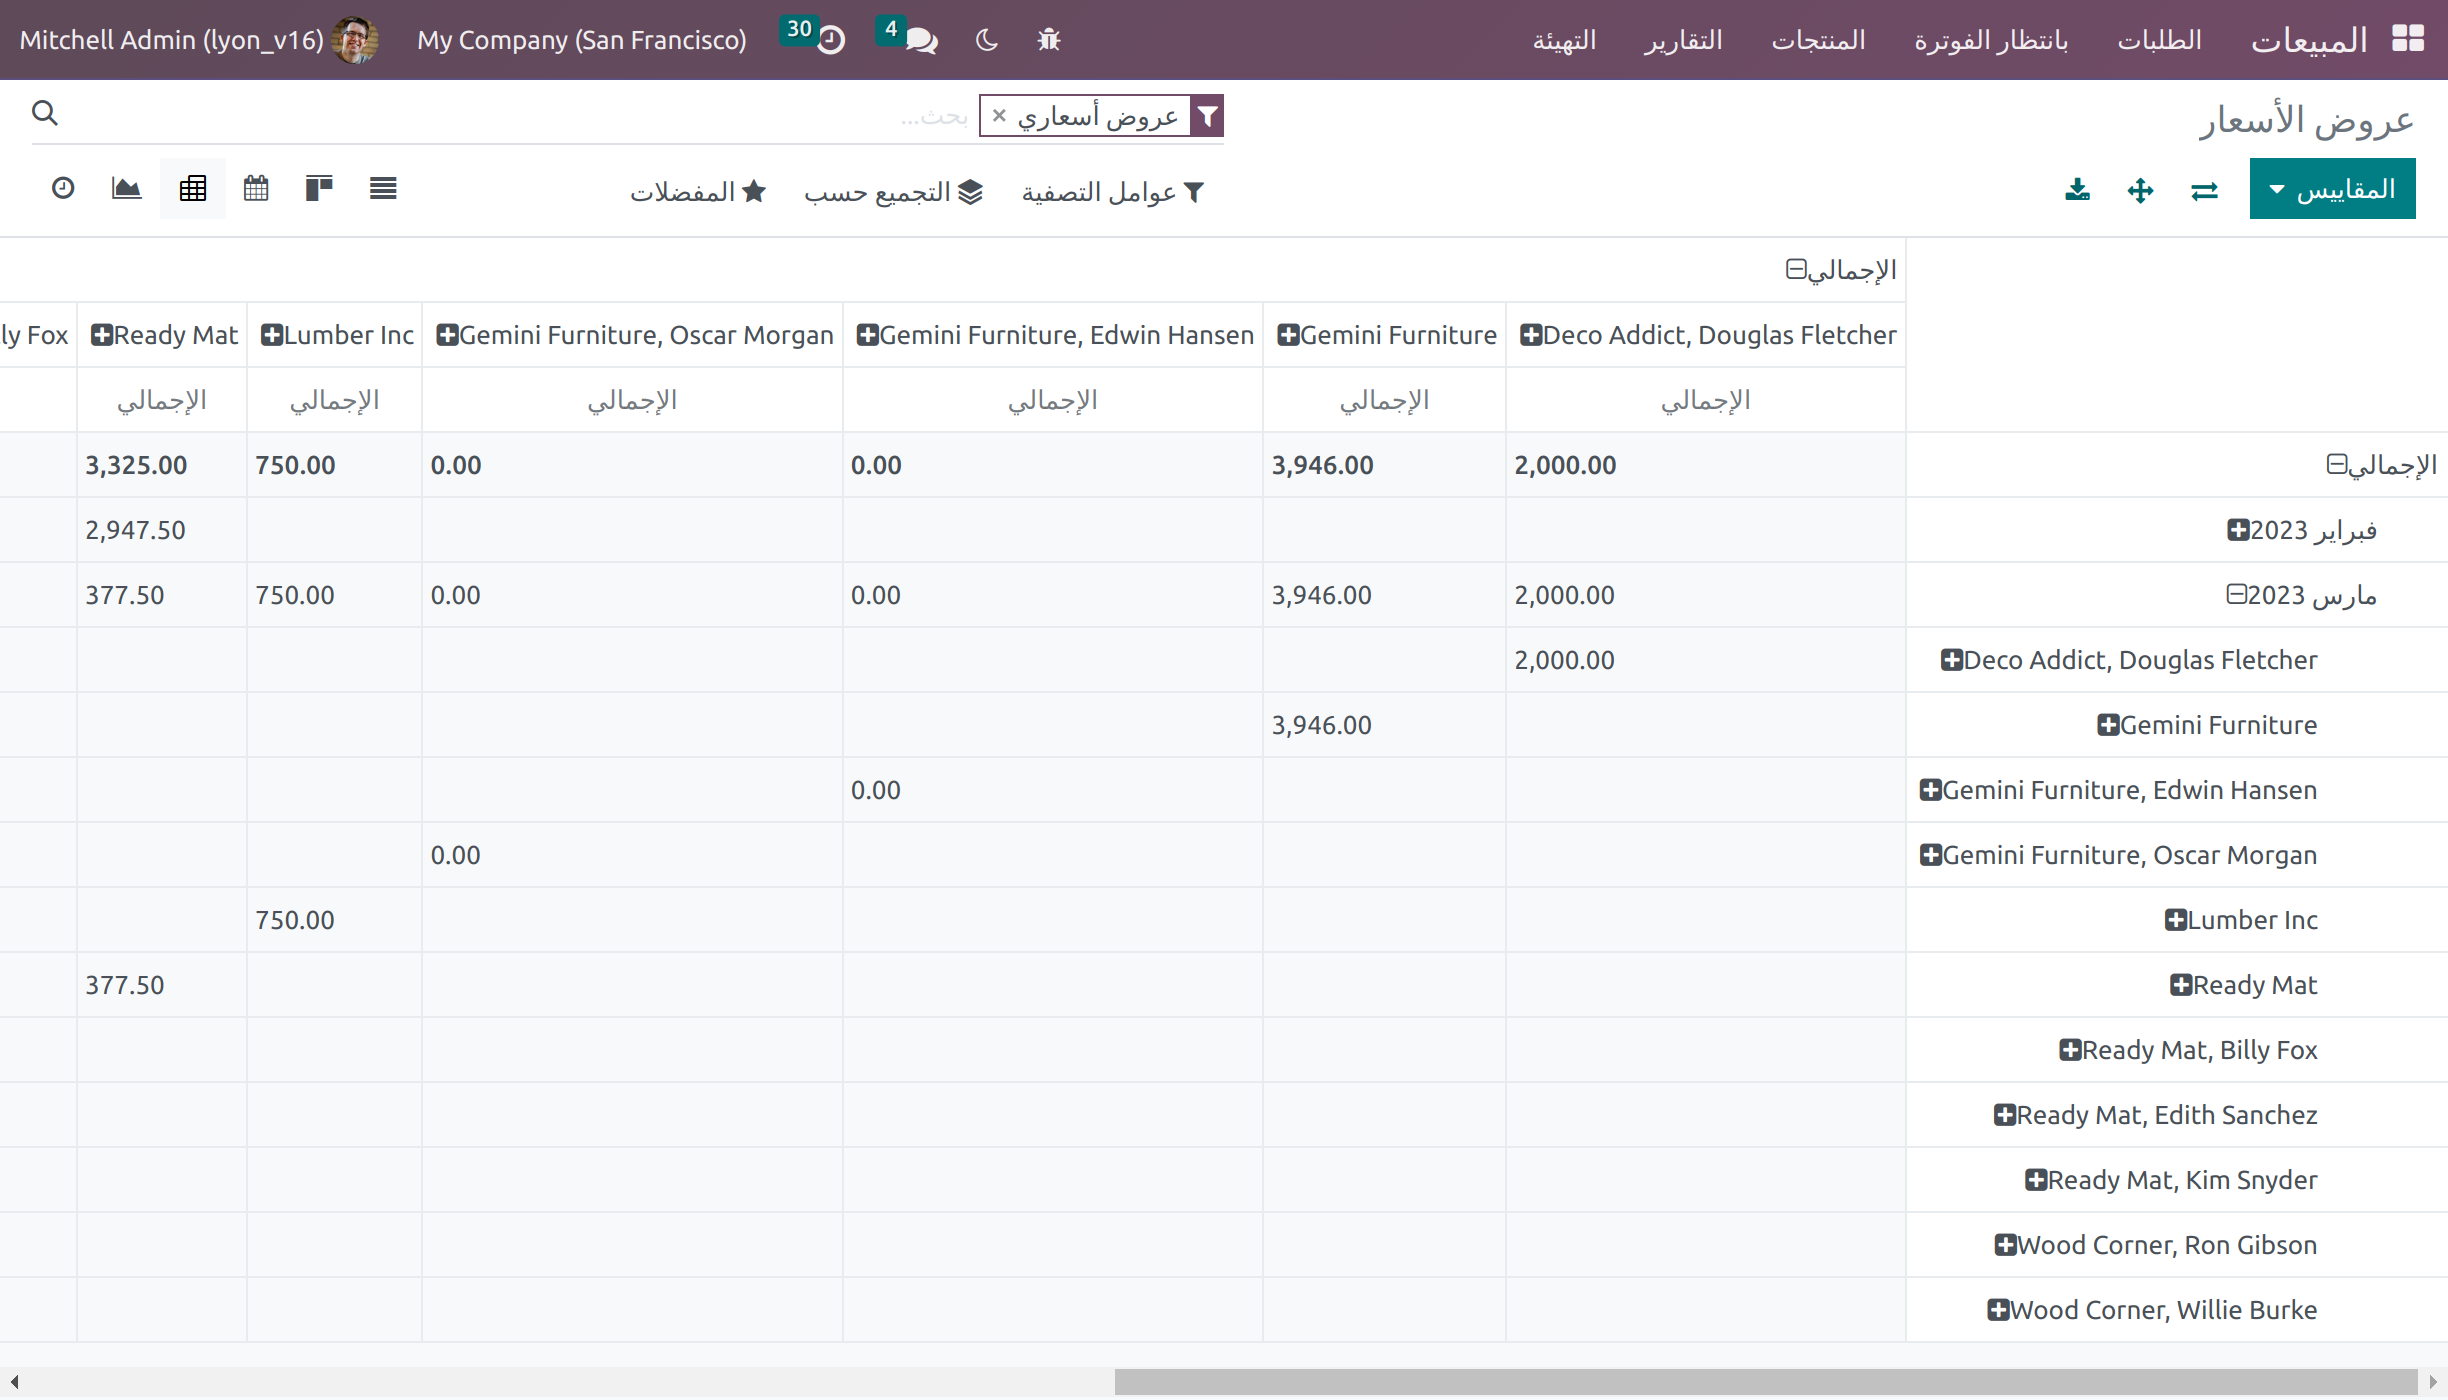 المبيعات الطلبات بانتظار الفوترة المنتجات التقارير التهيئة 4 30 My Company (San Francisco) Mitchell Admin (lyon_v16)
عروض الأسعار عروض أسعاري × بحث...
المقاييس عوامل التصفية التجميع حسب المفضلات
الإجمالي
Deco Addict, Douglas Fletcher Gemini Furniture Gemini Furniture, Edwin Hansen Gemini Furniture, Oscar Morgan Lumber Inc Ready Mat ly Fox
الإجمالي الإجمالي الإجمالي الإجمالي الإجمالي الإجمالي
الإجمالي 2,000.00 3,946.00 0.00 0.00 750.00 3,325.00
فبراير 2023 2,947.50
مارس 2023 2,000.00 3,946.00 0.00 0.00 750.00 377.50
Deco Addict, Douglas Fletcher 2,000.00
Gemini Furniture 3,946.00
Gemini Furniture, Edwin Hansen 0.00
Gemini Furniture, Oscar Morgan 0.00
Lumber Inc 750.00
Ready Mat 377.50
Ready Mat, Billy Fox
Ready Mat, Edith Sanchez
Ready Mat, Kim Snyder
Wood Corner, Ron Gibson
Wood Corner, Willie Burke